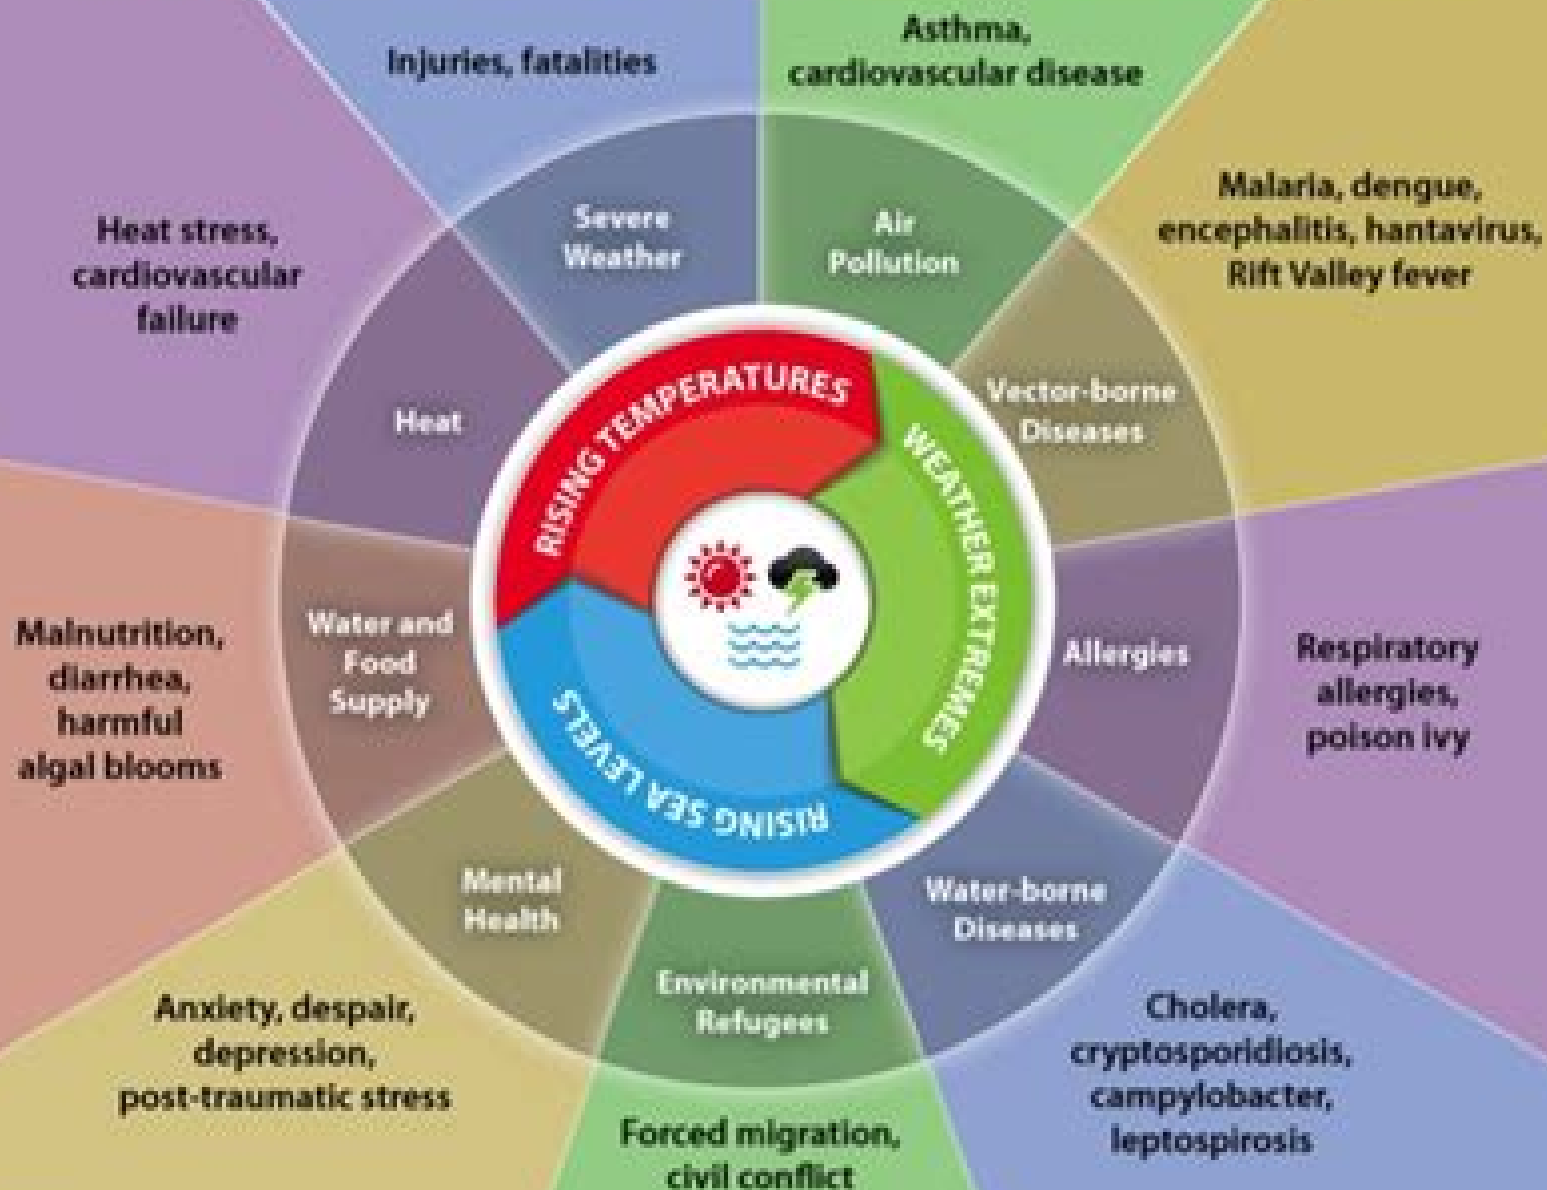 Injuries, fatalities
Asthma,
cardiovascular disease
Malaria, dengue,
encephalitis, hantavirus,
Rift Valley fever
Respiratory
allergies,
poison ivy
Cholera,
cryptosporidiosis,
campylobacter,
leptospirosis
Forced migration,
civil conflict
Anxiety, despair,
depression,
post-traumatic stress
Malnutrition,
diarrhea,
harmful
algal blooms
Heat stress,
cardiovascular
failure
Severe
Weather
Air
Pollution
Vector-borne
Diseases
Allergies
Water-borne
Diseases
Environmental
Refugees
Mental
Health
Water and
Food
Supply
Heat
RISING TEMPERATURES
WEATHER EXTREMES
RISING SEA LEVELS